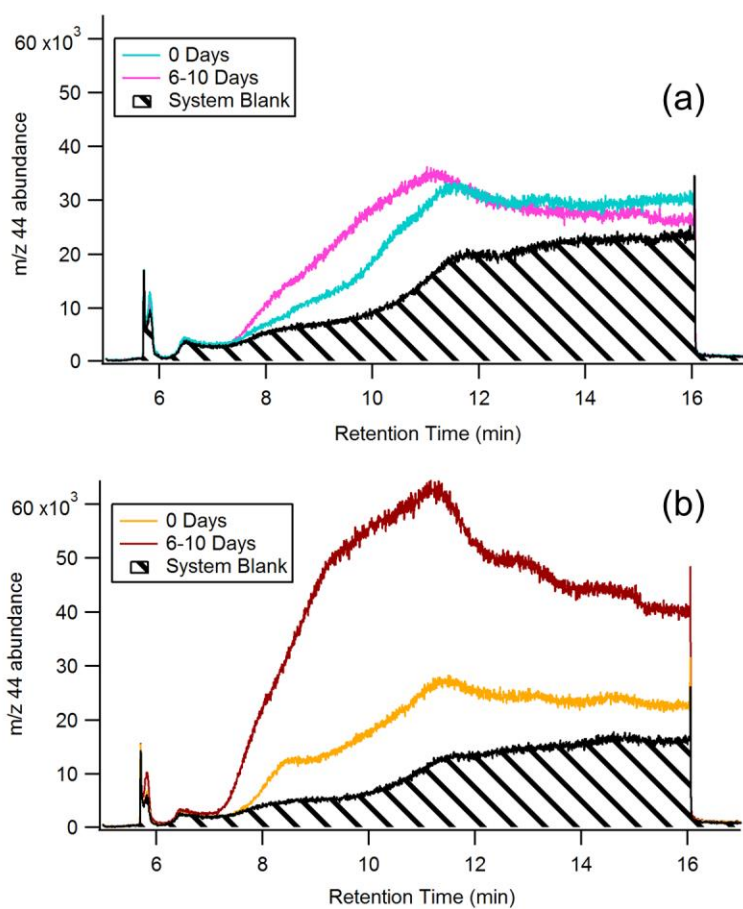 60 x10³
0 Days
6-10 Days
System Blank
(a)
50
40
30
20
10
0
m/z 44 abundance
6 8 10 12 14 16
Retention Time (min)
60 x10³
0 Days
6-10 Days
System Blank
(b)
50
40
30
20
10
0
m/z 44 abundance
6 8 10 12 14 16
Retention Time (min)